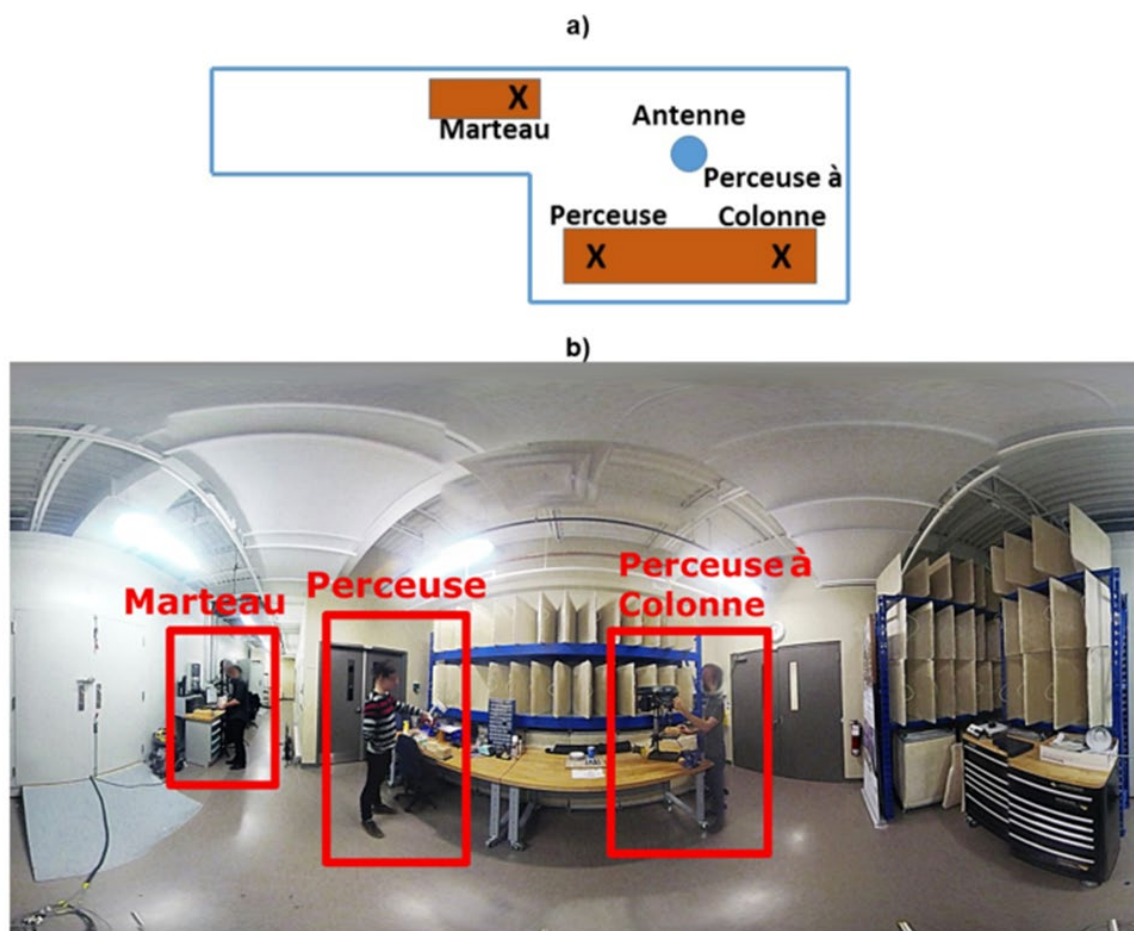 a)
X
Marteau
Antenne
Perceuse à
Colonne
Perceuse
X
X
b)
Marteau
Perceuse
Perceuse à
Colonne